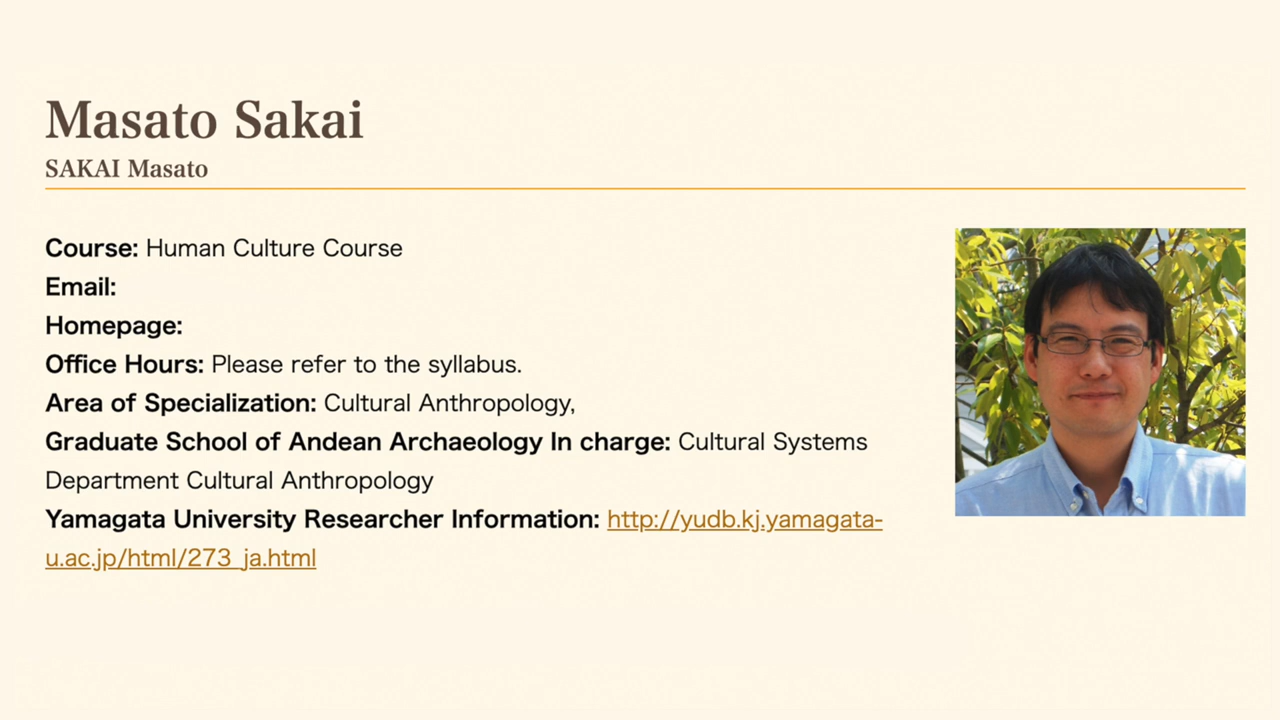 Masato Sakai
SAKAI Masato
Course: Human Culture Course
Email:
Homepage:
Office Hours: Please refer to the syllabus.
Area of Specialization: Cultural Anthropology,
Graduate School of Andean Archaeology In charge: Cultural Systems
Department Cultural Anthropology
Yamagata University Researcher Information: http://yudb.kj.yamagata-
u.ac.jp/html/273_ja.html